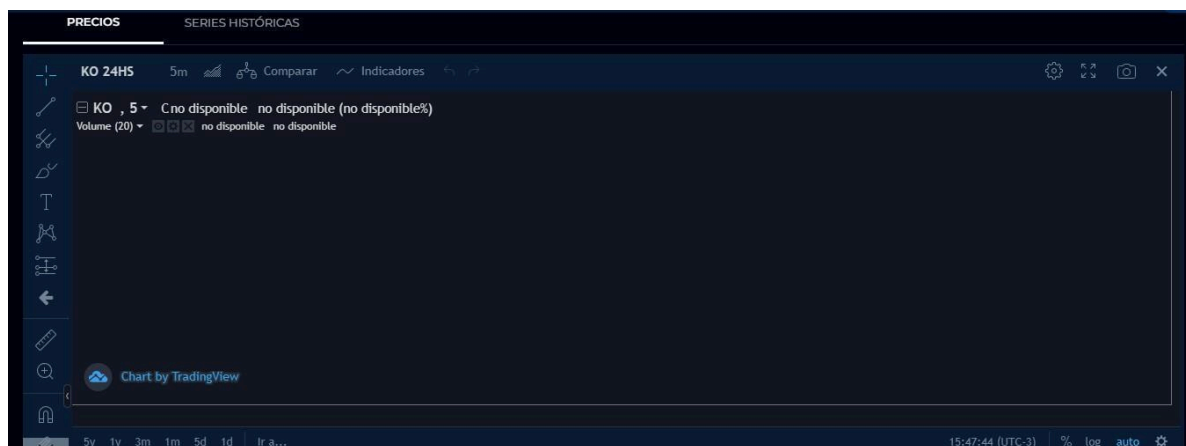 PRECIOS SERIES HISTÓRICAS
KO 24HS 5m Comparar Indicadores
KO , 5 C no disponible no disponible (no disponible%)
Volume (20) no disponible no disponible
T
Chart by TradingView
5y 1y 3m 1m 5d 1d Ir a... 15:47:44 (UTC-3) % log auto